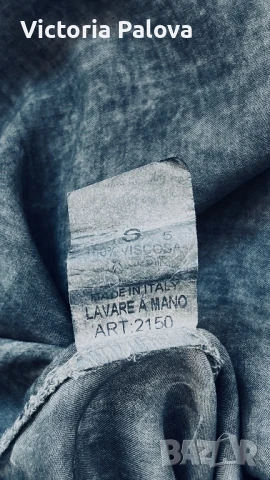 Victoria Palova
S
VISCOSA
MADE IN ITALY
LAVARE A MANO
ART.2150
BAZAR